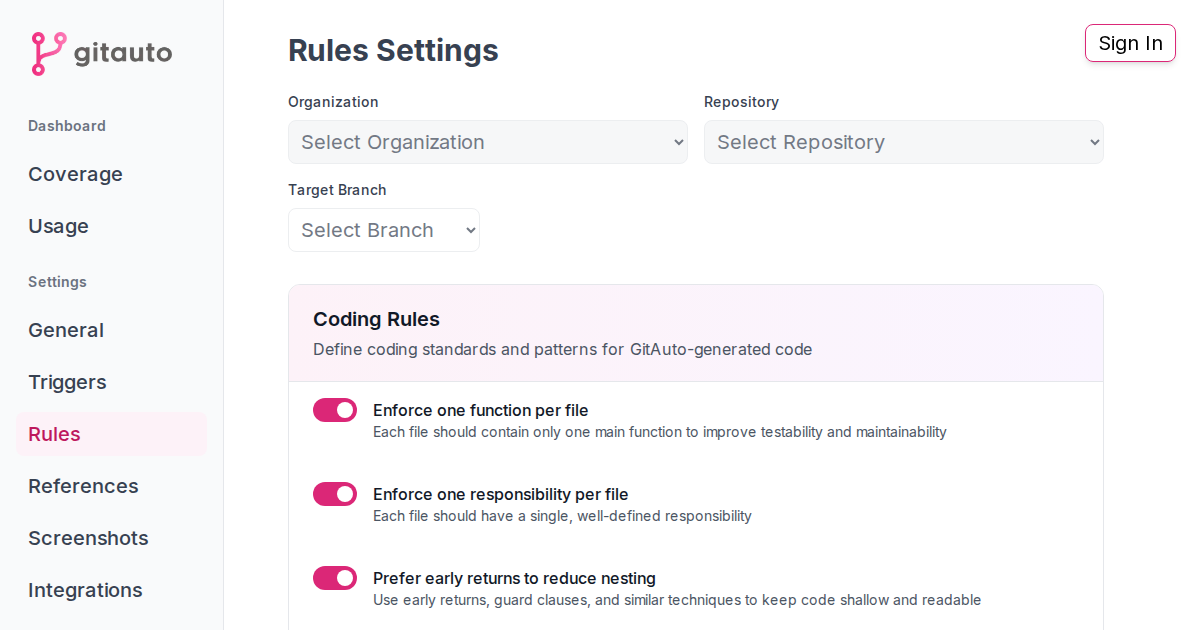 gitauto
Dashboard
Coverage
Usage
Settings
General
Triggers
Rules
References
Screenshots
Integrations
Rules Settings
Sign In
Organization
Repository
Select Organization
Select Repository
Target Branch
Select Branch
Coding Rules
Define coding standards and patterns for GitAuto-generated code
Enforce one function per file
Each file should contain only one main function to improve testability and maintainability
Enforce one responsibility per file
Each file should have a single, well-defined responsibility
Prefer early returns to reduce nesting
Use early returns, guard clauses, and similar techniques to keep code shallow and readable